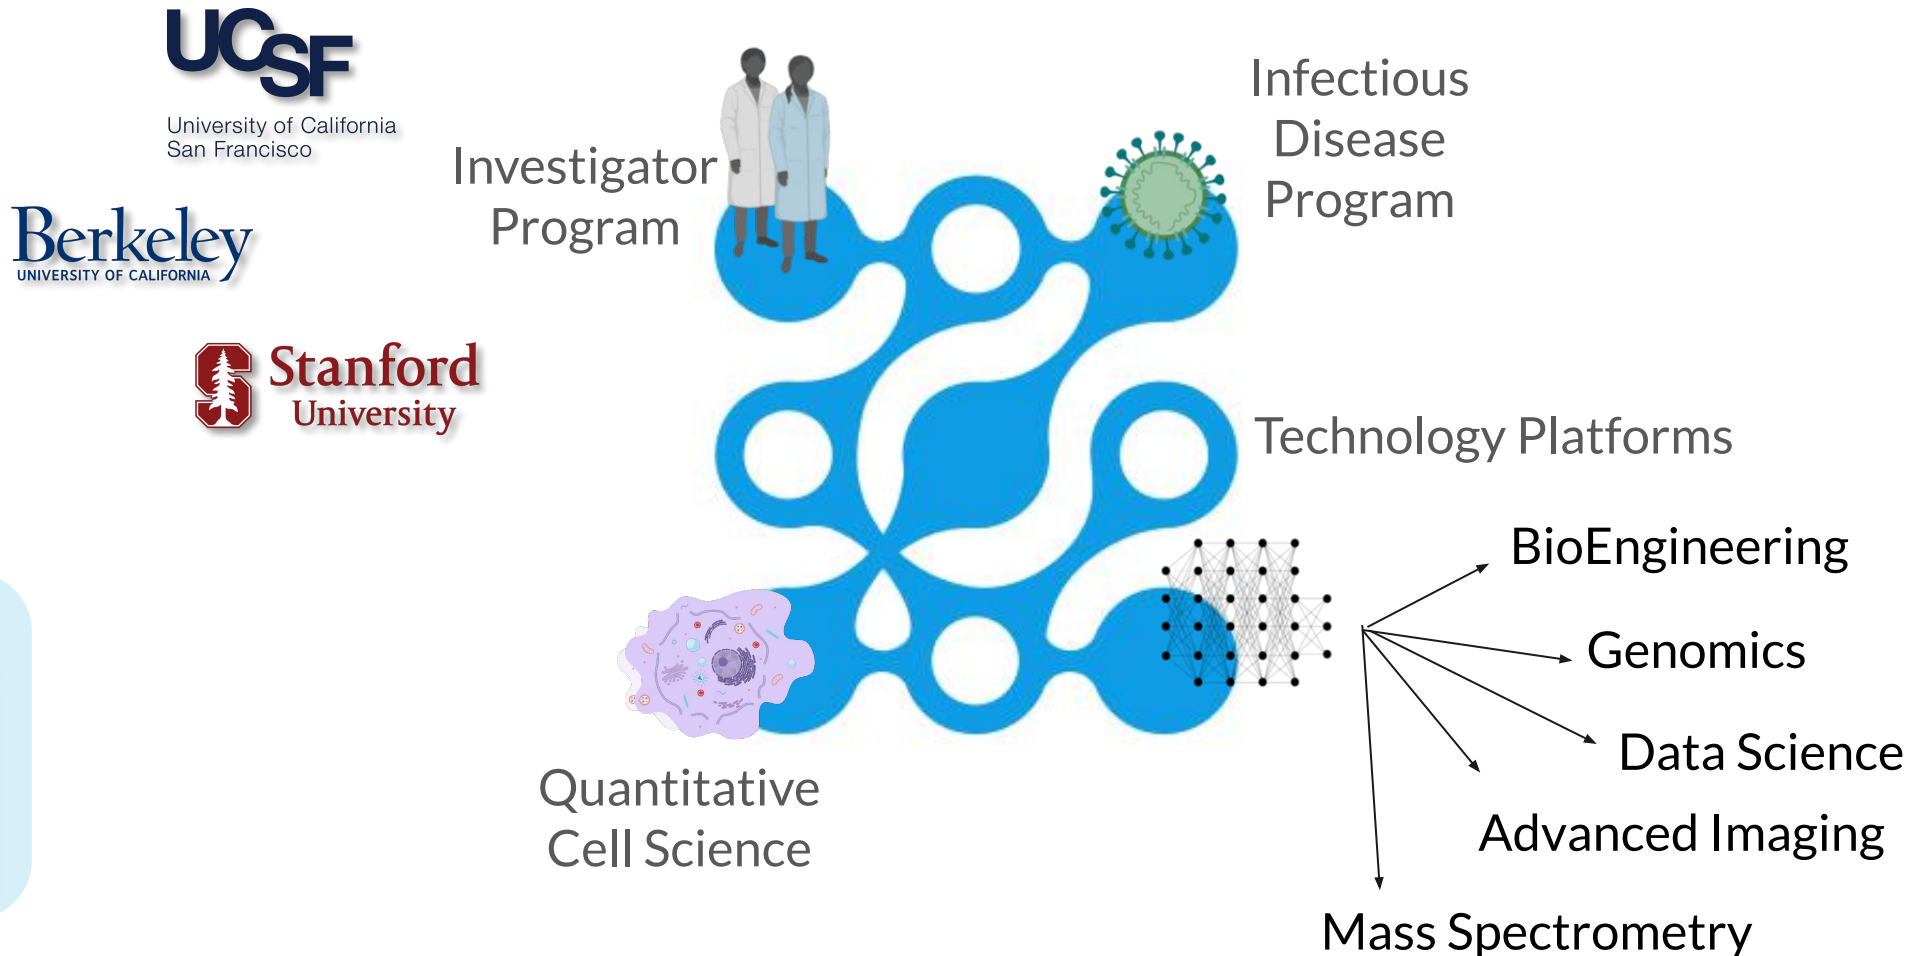 UCSF
University of California
San Francisco
Berkeley
UNIVERSITY OF CALIFORNIA
Stanford
University
Investigator
Program
Infectious
Disease
Program
Technology Platforms
BioEngineering
Genomics
Data Science
Advanced Imaging
Mass Spectrometry
Quantitative
Cell Science